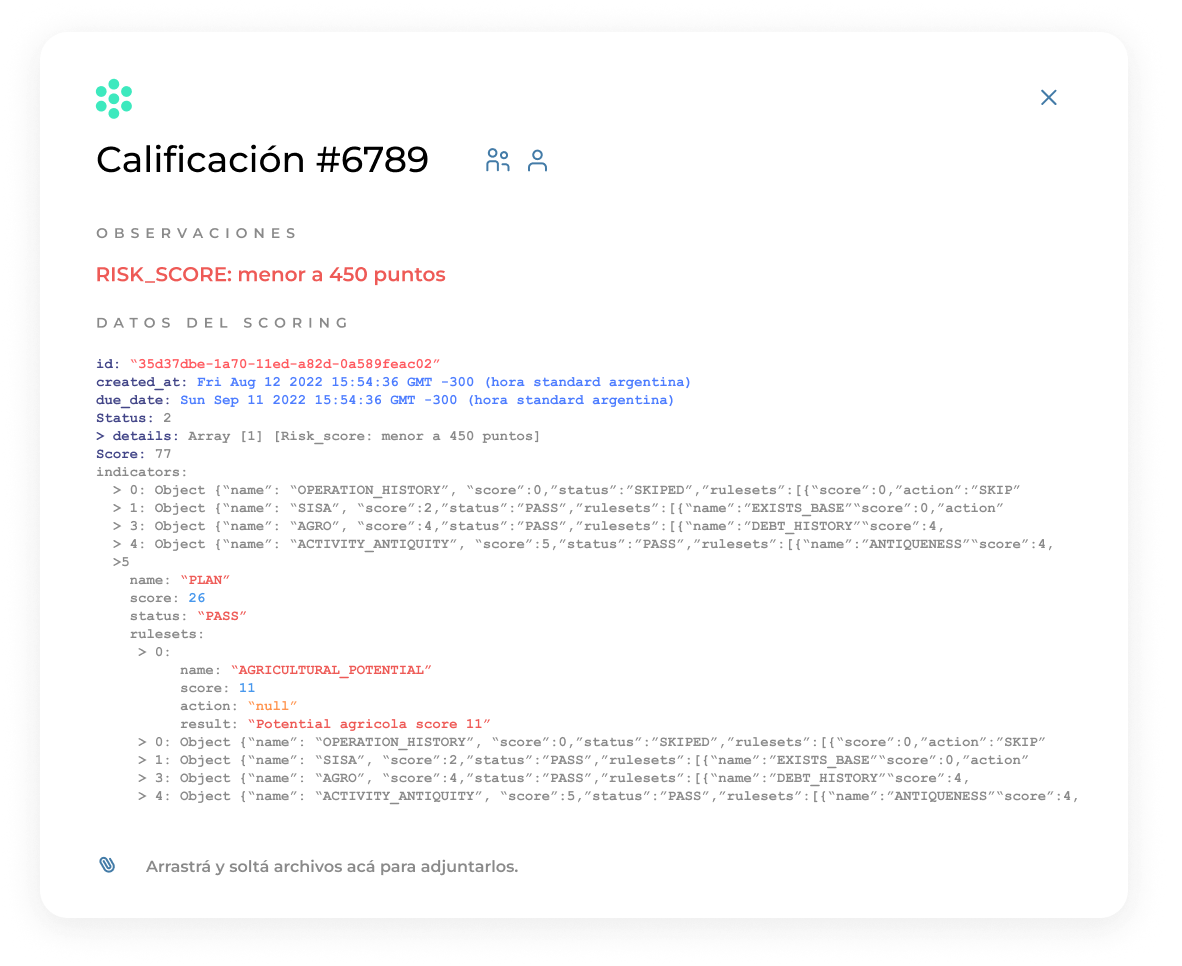 Calificación #6789
OBSERVACIONES
RISK_SCORE: menor a 450 puntos
DATOS DEL SCORING
id: “35d37dbe-1a70-11ed-a82d-0a589feac02”
created_at: Fri Aug 12 2022 15:54:36 GMT -300 (hora standard argentina)
due_date: Sun Sep 11 2022 15:54:36 GMT -300 (hora standard argentina)
Status: 2
> details: Array [1] [Risk_score: menor a 450 puntos]
Score: 77
indicators:
> 0: Object {“name”: “OPERATION_HISTORY”, “score”:0,”status”:”SKIPED”,”rulesets”:[{“score”:0,”action”:”SKIP”
> 1: Object {“name”: “SISA”, “score”:2,”status”:”PASS”,”rulesets”:[{“name”:”EXISTS_BASE”“score”:0,”action”
> 3: Object {“name”: “AGRO”, “score”:4,”status”:”PASS”,”rulesets”:[{“name”:”DEBT_HISTORY”“score”:4,
> 4: Object {“name”: “ACTIVITY_ANTIQUITY”, “score”:5,”status”:”PASS”,”rulesets”:[{“name”:”ANTIQUENESS”“score”:4,
>5
name: “PLAN”
score: 26
status: “PASS”
rulesets:
> 0:
name: “AGRICULTURAL_POTENTIAL”
score: 11
action: “null”
result: “Potential agricola score 11”
> 0: Object {“name”: “OPERATION_HISTORY”, “score”:0,”status”:”SKIPED”,”rulesets”:[{“score”:0,”action”:”SKIP”
> 1: Object {“name”: “SISA”, “score”:2,”status”:”PASS”,”rulesets”:[{“name”:”EXISTS_BASE”“score”:0,”action”
> 3: Object {“name”: “AGRO”, “score”:4,”status”:”PASS”,”rulesets”:[{“name”:”DEBT_HISTORY”“score”:4,
> 4: Object {“name”: “ACTIVITY_ANTIQUITY”, “score”:5,”status”:”PASS”,”rulesets”:[{“name”:”ANTIQUENESS”“score”:4,
Arrastrá y soltá archivos acá para adjuntarlos.